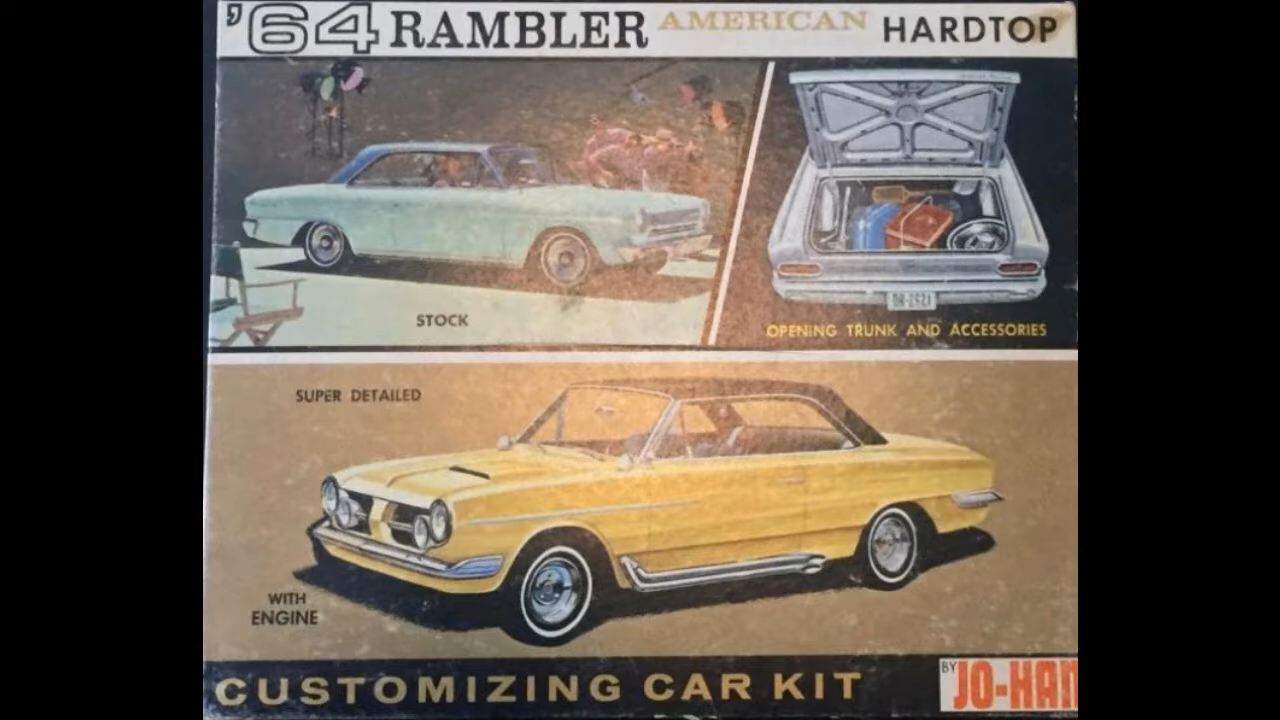 '64 RAMBLER AMERICAN HARDTOP
STOCK
OPENING TRUNK AND ACCESSORIES
SUPER DETAILED
WITH
ENGINE
CUSTOMIZING CAR KIT
BY JO-HAN